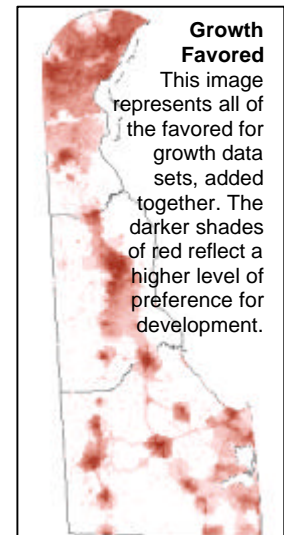 Growth
Favored
This image
represents all of
the favored for
growth data
sets, added
together. The
darker shades
of red reflect a
higher level of
preference for
development.